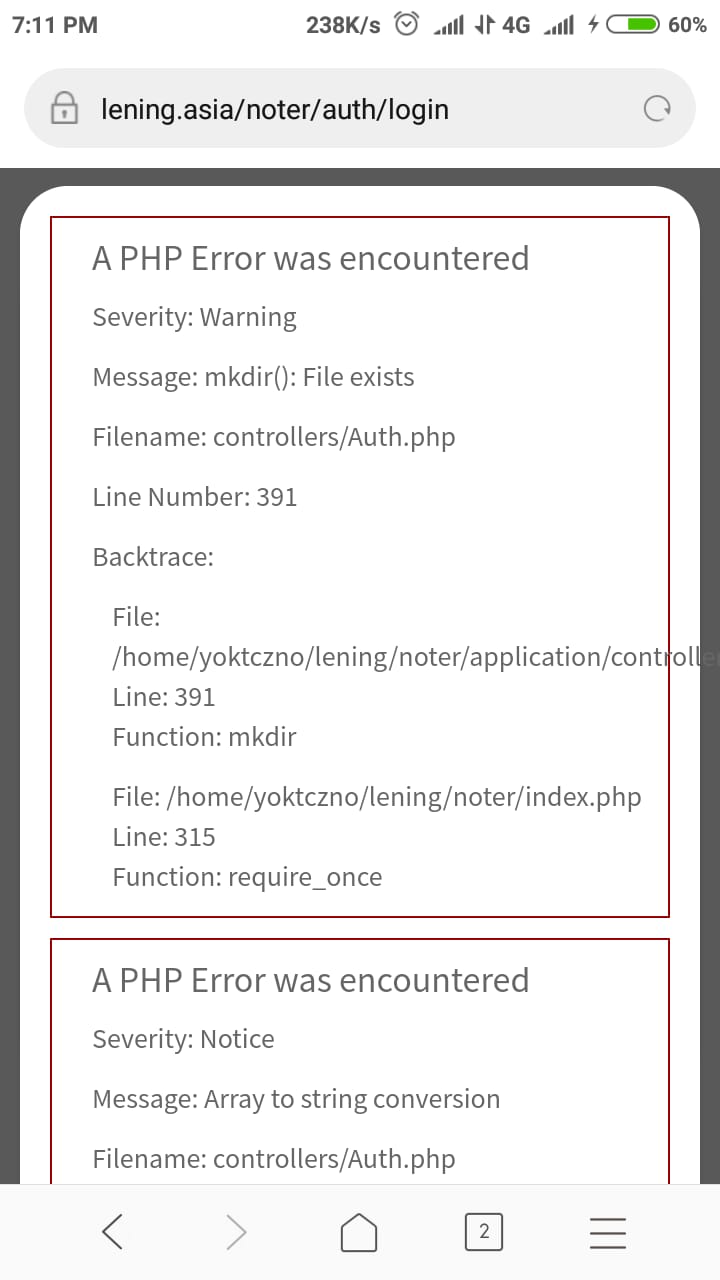 7:11 PM 238K/s 4G 60%
lening.asia/noter/auth/login
A PHP Error was encountered
Severity: Warning
Message: mkdir(): File exists
Filename: controllers/Auth.php
Line Number: 391
Backtrace:
File:
/home/yoktczno/lening/noter/application/controlle
Line: 391
Function: mkdir
File: /home/yoktczno/lening/noter/index.php
Line: 315
Function: require_once
A PHP Error was encountered
Severity: Notice
Message: Array to string conversion
Filename: controllers/Auth.php
2